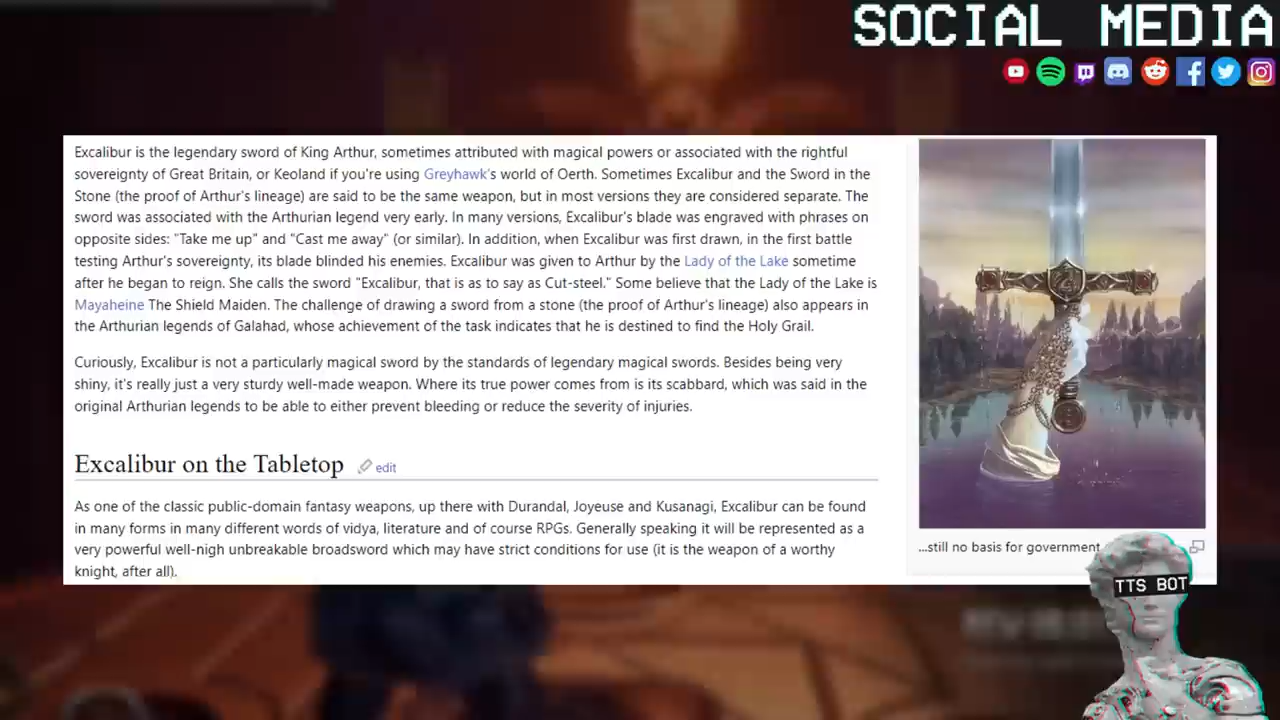 SOCIAL MEDIA
Excalibur is the legendary sword of King Arthur, sometimes attributed with magical powers or associated with the rightful
sovereignty of Great Britain, or Keoland if you're using Greyhawk's world of Oerth. Sometimes Excalibur and the Sword in the
Stone (the proof of Arthur's lineage) are said to be the same weapon, but in most versions they are considered separate. The
sword was associated with the Arthurian legend very early. In many versions, Excalibur's blade was engraved with phrases on
opposite sides: "Take me up" and "Cast me away" (or similar). In addition, when Excalibur was first drawn, in the first battle
testing Arthur's sovereignty, its blade blinded his enemies. Excalibur was given to Arthur by the Lady of the Lake sometime
after he began to reign. She calls the sword "Excalibur, that is as to say as Cut-steel." Some believe that the Lady of the Lake is
Mayaheine The Shield Maiden. The challenge of drawing a sword from a stone (the proof of Arthur's lineage) also appears in
the Arthurian legends of Galahad, whose achievement of the task indicates that he is destined to find the Holy Grail.
Curiously, Excalibur is not a particularly magical sword by the standards of legendary magical swords. Besides being very
shiny, it's really just a very sturdy well-made weapon. Where its true power comes from is its scabbard, which was said in the
original Arthurian legends to be able to either prevent bleeding or reduce the severity of injuries.
Excalibur on the Tabletop edit
As one of the classic public-domain fantasy weapons, up there with Durandal, Joyeuse and Kusanagi, Excalibur can be found
in many forms in many different words of vidya, literature and of course RPGs. Generally speaking it will be represented as a
very powerful well-nigh unbreakable broadsword which may have strict conditions for use (it is the weapon of a worthy
knight, after all).
...still no basis for government
TTS BOT